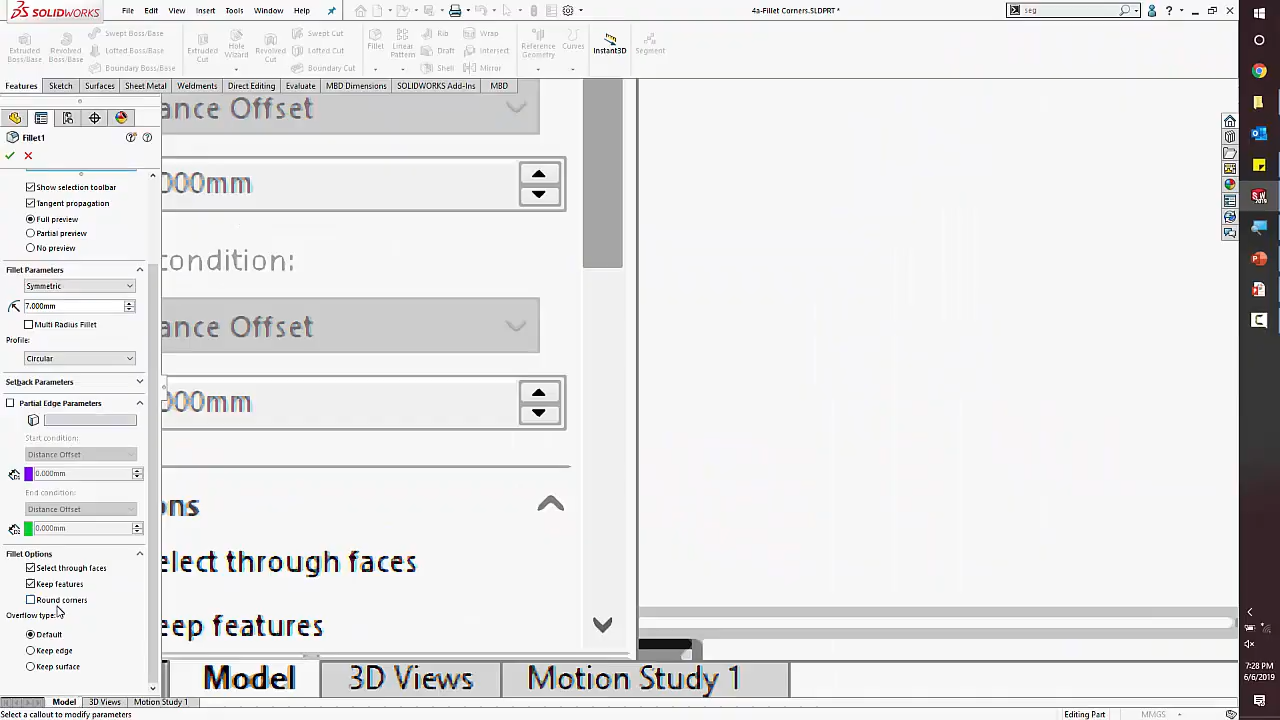 SOLIDWORKS File Edit View Insert Tools Window Help 4a-Fillet Corners.SLDPRT * seg
Extruded Boss/Base Revolved Boss/Base Swept Boss/Base Extruded Cut Hole Wizard Revolved Cut Swept Cut Fillet Linear Pattern Rib Wrap Reference Geometry Curves Instant3D Segment
Lofted Boss/Base Lofted Cut Draft Intersect
Boundary Boss/Base Boundary Cut Shell Mirror
Features Sketch Surfaces Sheet Metal Weldments Direct Editing Evaluate MBD Dimensions SOLIDWORKS Add-Ins MBD
Fillet1
Show selection toolbar
Tangent propagation
Full preview
Partial preview
No preview
Fillet Parameters
Symmetric
7.000mm
Multi Radius Fillet
Profile:
Circular
Setback Parameters
Partial Edge Parameters
Start condition:
Distance Offset
0.000mm
End condition:
Distance Offset
0.000mm
Fillet Options
Select through faces
Keep features
Round corners
Overflow type:
Default
Keep edge
Keep surface
ance Offset
000mm
condition:
ance Offset
000mm
ons
elect through faces
eep features
Model 3D Views Motion Study 1
Model 3D Views Motion Study 1
Select a callout to modify parameters Editing Part MMGS
7:28 PM
6/6/2019